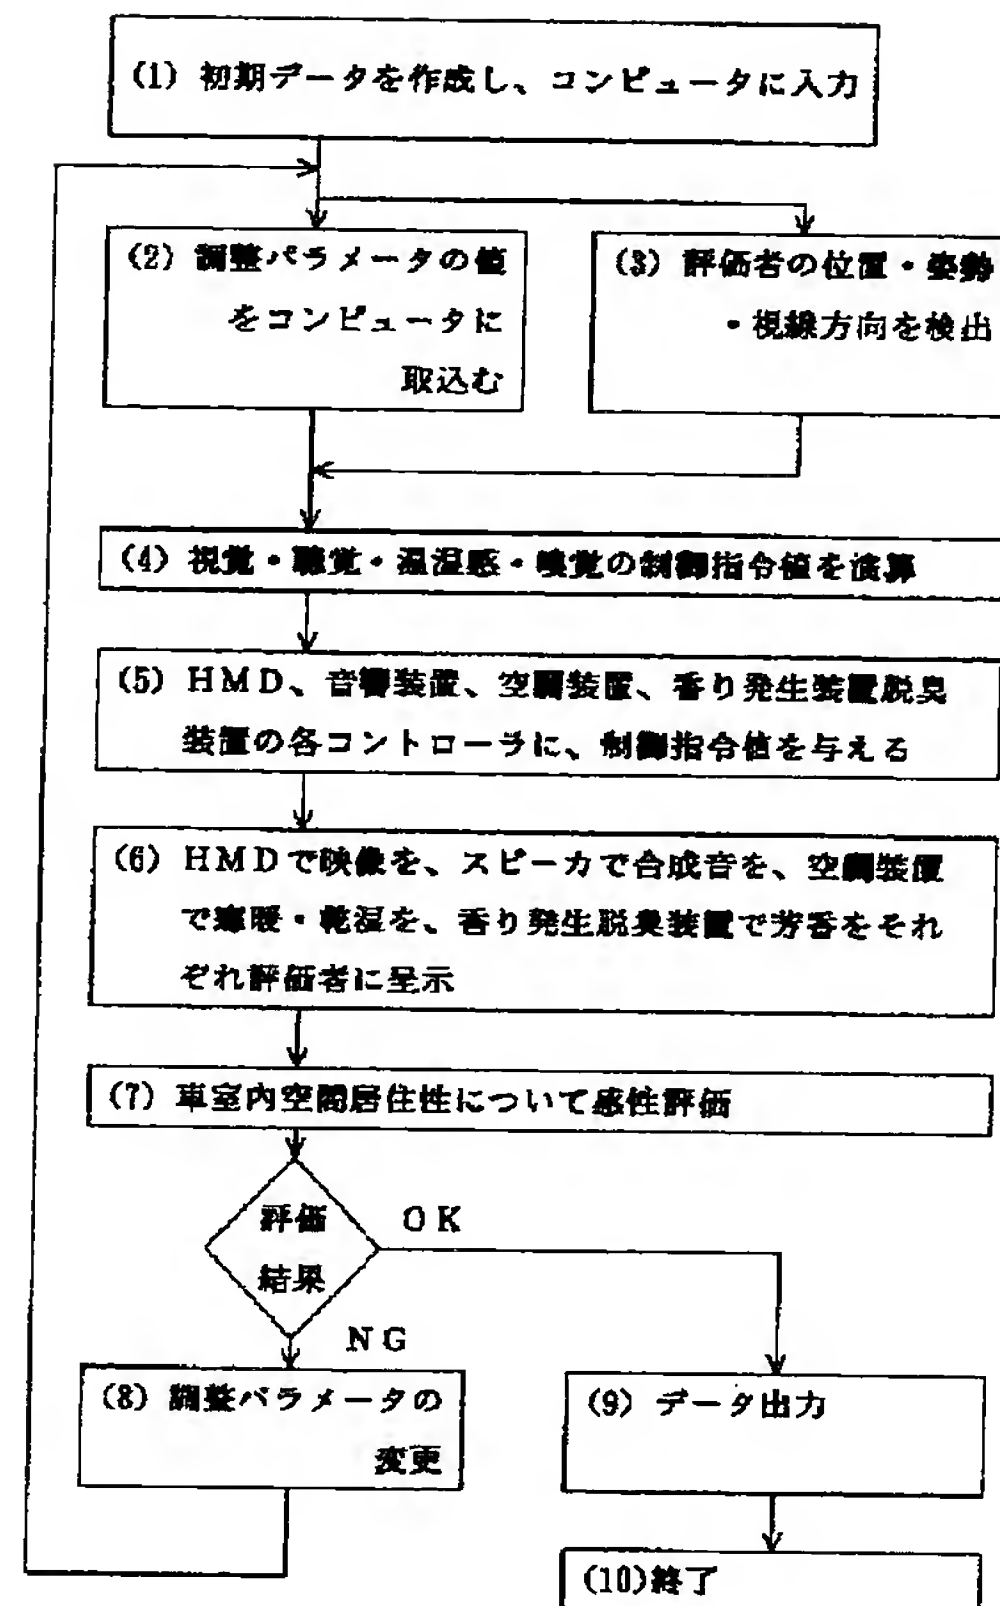 (1) 初期データを作成し、コンピュータに入力
(2) 調整パラメータの値
をコンピュータに
取込む
(3) 評価者の位置・姿勢
・視線方向を検出
(4) 視覚・聴覚・温湿感・嗅覚の制御指令値を演算
(5) HMD、音響装置、空調装置、香り発生装置脱臭
装置の各コントローラに、制御指令値を与える
(6) HMDで映像を、スピーカで合成音を、空調装置
で寒暖・乾湿を、香り発生脱臭装置で芳香をそれ
ぞれ評価者に呈示
(7) 車室内空間居住性について感性評価
評価
結果
OK
NG
(8) 調整パラメータの
変更
(9) データ出力
(10)終了